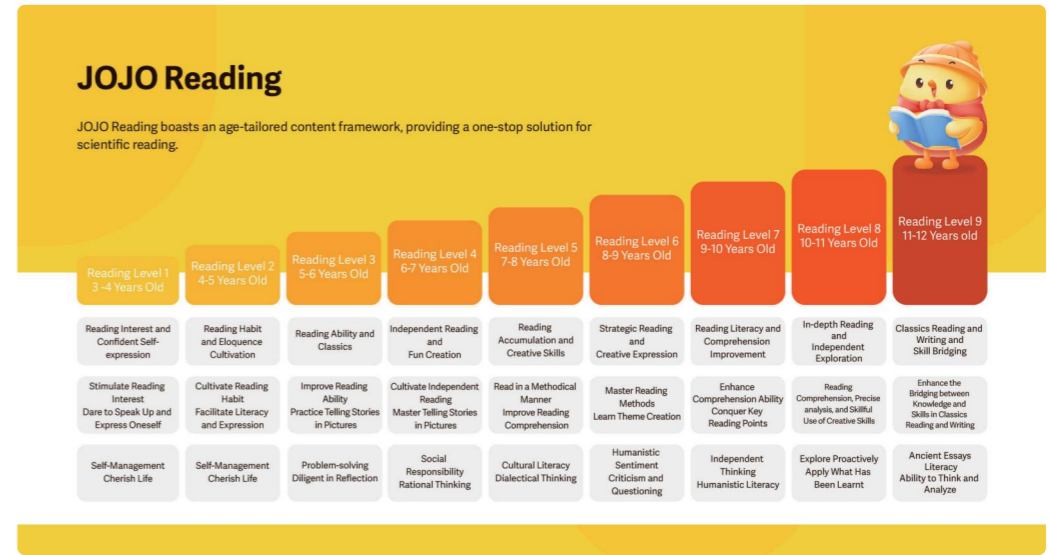 JOJO Reading
JOJO Reading boasts an age-tailored content framework, providing a one-stop solution for
scientific reading.
Reading Level 1
3 -4 Years Old
Reading Level 2
4-5 Years Old
Reading Level 3
5-6 Years Old
Reading Level 4
6-7 Years Old
Reading Level 5
7-8 Years Old
Reading Level 6
8-9 Years Old
Reading Level 7
9-10 Years Old
Reading Level 8
10-11 Years Old
Reading Level 9
11-12 Years old
Reading Interest and
Confident Self-
expression
Reading Habit
and Eloquence
Cultivation
Reading Ability and
Classics
Independent Reading
and
Fun Creation
Reading
Accumulation and
Creative Skills
Strategic Reading
and
Creative Expression
Reading Literacy and
Comprehension
Improvement
In-depth Reading
and
Independent
Exploration
Classics Reading and
Writing and
Skill Bridging
Stimulate Reading
Interest
Dare to Speak Up and
Express Oneself
Cultivate Reading
Habit
Facilitate Literacy
and Expression
Improve Reading
Ability
Practice Telling Stories
in Pictures
Cultivate Independent
Reading
Master Telling Stories
in Pictures
Read in a Methodical
Manner
Improve Reading
Comprehension
Master Reading
Methods
Learn Theme Creation
Enhance
Comprehension Ability
Conquer Key
Reading Points
Reading
Comprehension, Precise
analysis, and Skillful
Use of Creative Skills
Enhance the
Bridging between
Knowledge and
Skills in Classics
Reading and Writing
Self-Management
Cherish Life
Self-Management
Cherish Life
Problem-solving
Diligent in Reflection
Social
Responsibility
Rational Thinking
Cultural Literacy
Dialectical Thinking
Humanistic
Sentiment
Criticism and
Questioning
Independent
Thinking
Humanistic Literacy
Explore Proactively
Apply What Has
Been Learnt
Ancient Essays
Literacy
Ability to Think and
Analyze